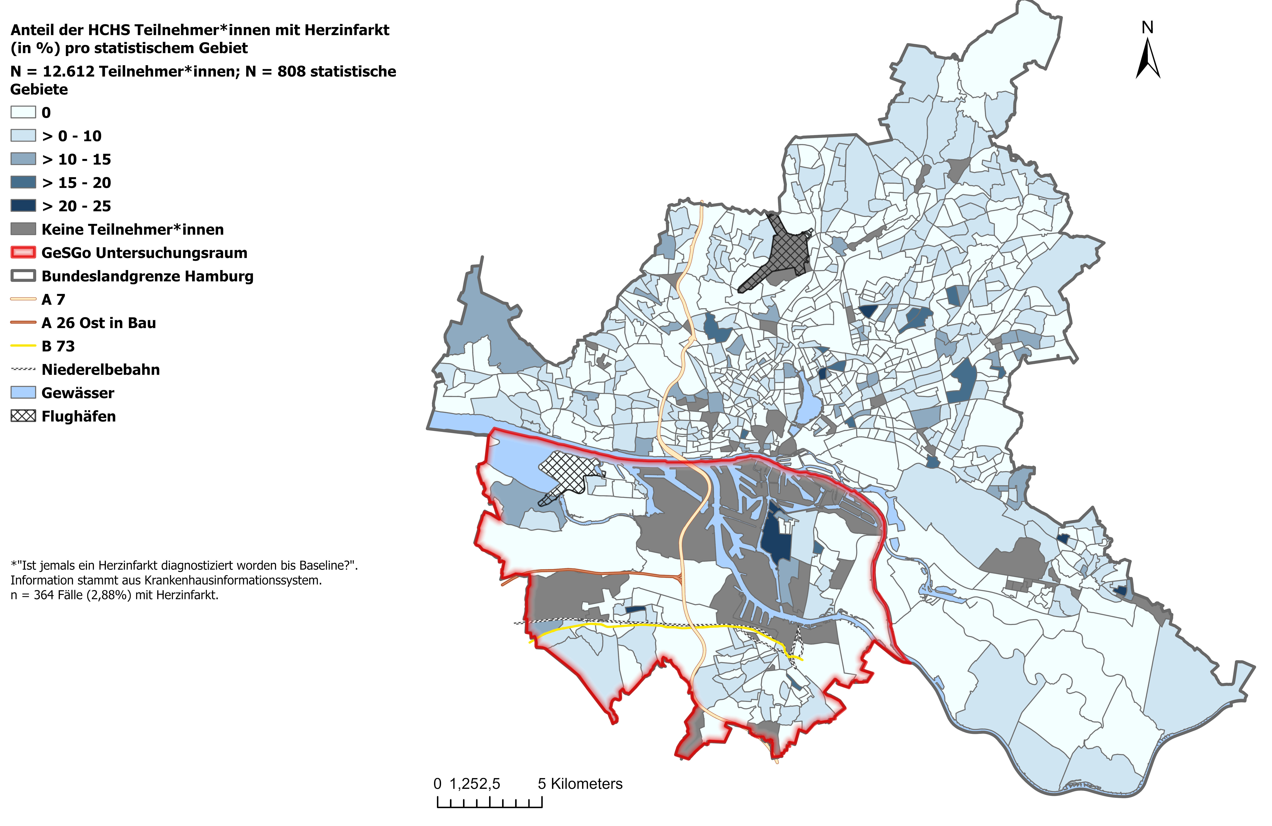 Anteil der HCHS Teilnehmer*innen mit Herzinfarkt
(in %) pro statistischem Gebiet
N = 12.612 Teilnehmer*innen; N = 808 statistische
Gebiete
0
> 0 - 10
> 10 - 15
> 15 - 20
> 20 - 25
Keine Teilnehmer*innen
GeSGo Untersuchungsraum
Bundeslandgrenze Hamburg
A 7
A 26 Ost in Bau
B 73
Niederelbebahn
Gewässer
Flughäfen
*"Ist jemals ein Herzinfarkt diagnostiziert worden bis Baseline?".
Information stammt aus Krankenhausinformationssystem.
n = 364 Fälle (2,88%) mit Herzinfarkt.
N
0 1,252,5 5 Kilometers